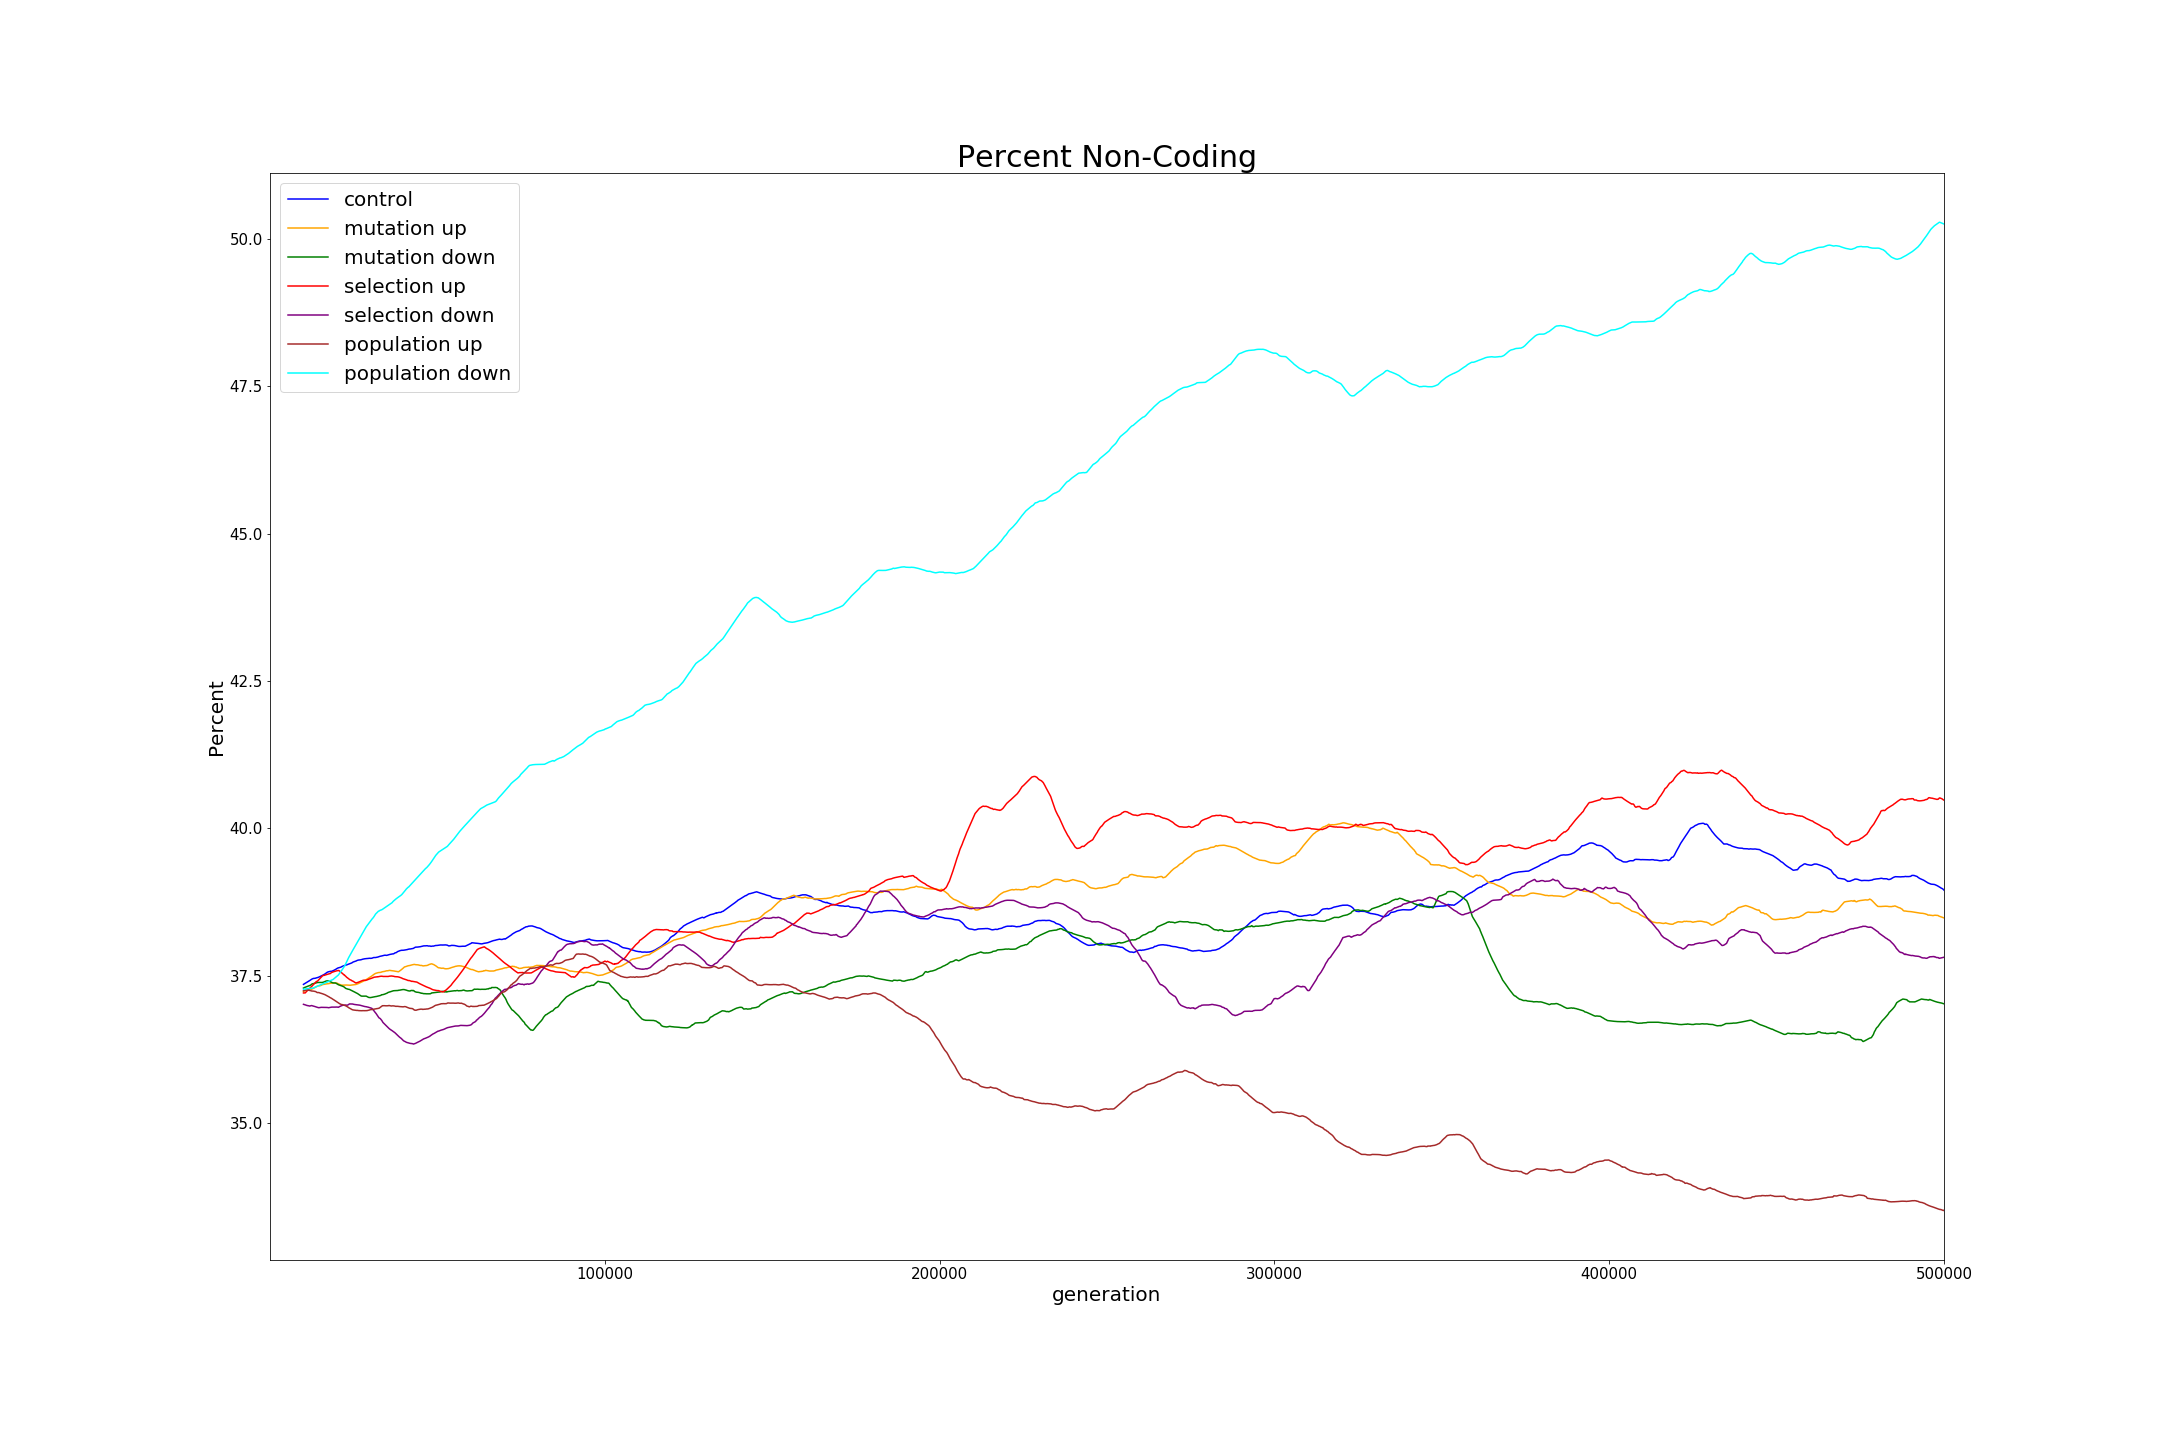 Percent Non-Coding
control
mutation up
mutation down
selection up
selection down
population up
population down
50.0
47.5
45.0
42.5
40.0
37.5
35.0
Percent
100000 200000 300000 400000 500000
generation